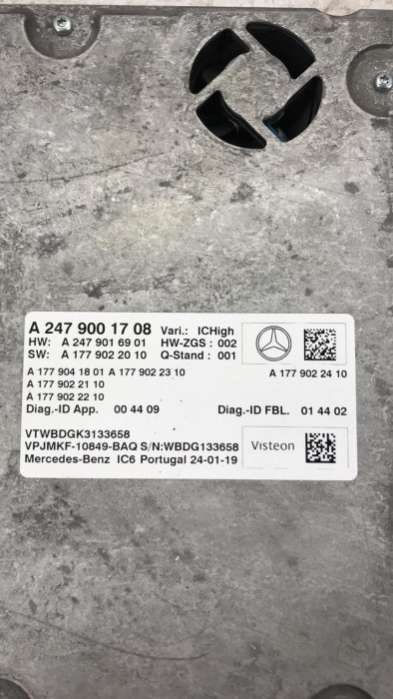 A 247 900 17 08 Vari.: ICHigh
HW: A 247 901 69 01 HW-ZGS : 002
SW: A 177 902 20 10 Q-Stand : 001
A 177 904 18 01 A 177 902 23 10 A 177 902 24 10
A 177 902 21 10
A 177 902 22 10
Diag.-ID App. 00 44 09 Diag.-ID FBL. 01 44 02
VTWBDGK3133658
VPJMKF-10849-BAQ S/N:WBDG133658
Visteon
Mercedes-Benz IC6 Portugal 24-01-19